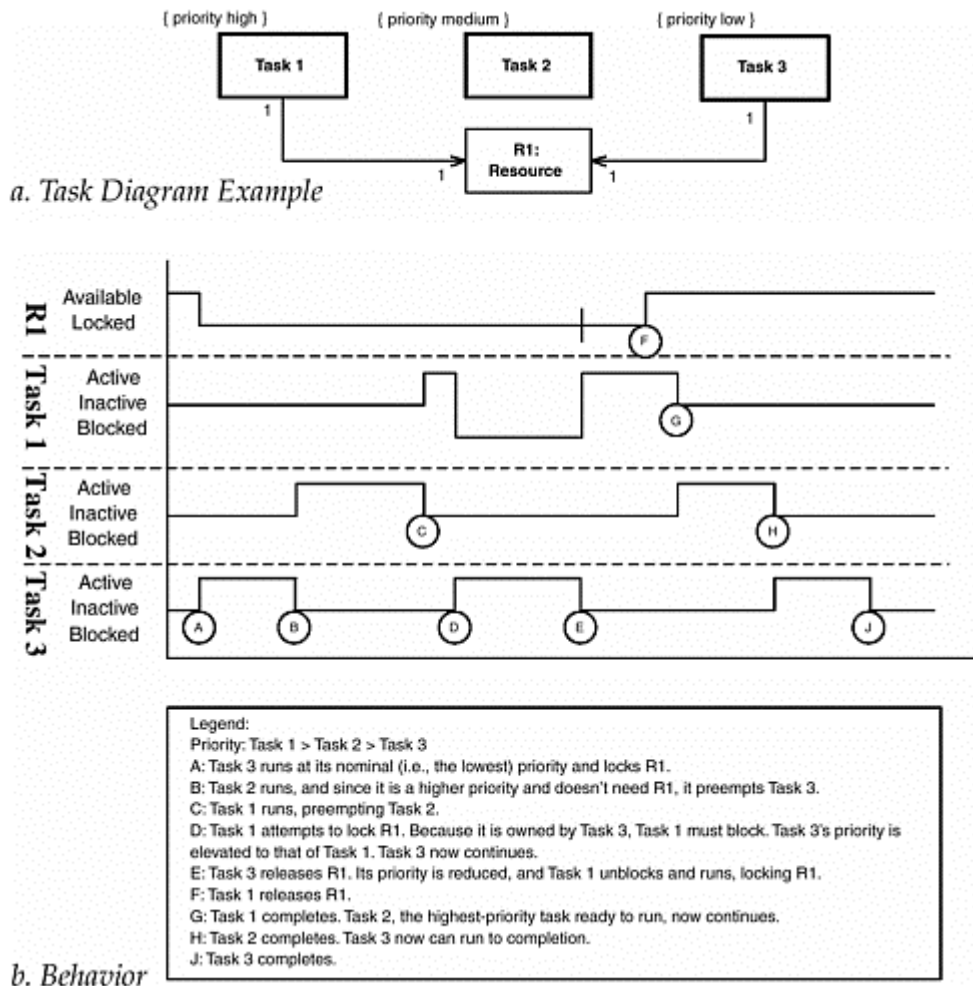 { priority high }
{ priority medium }
{ priority low }
Task 1
Task 2
Task 3
1
1
R1:
Resource
1
1
a. Task Diagram Example
R1
Available
Locked
F
Task 1
Active
Inactive
Blocked
G
Task 2
Active
Inactive
Blocked
C
H
Task 3
Active
Inactive
Blocked
A
B
D
E
J
Legend:
Priority: Task 1 > Task 2 > Task 3
A: Task 3 runs at its nominal (i.e., the lowest) priority and locks R1.
B: Task 2 runs, and since it is a higher priority and doesn't need R1, it preempts Task 3.
C: Task 1 runs, preempting Task 2.
D: Task 1 attempts to lock R1. Because it is owned by Task 3, Task 1 must block. Task 3's priority is
elevated to that of Task 1. Task 3 now continues.
E: Task 3 releases R1. Its priority is reduced, and Task 1 unblocks and runs, locking R1.
F: Task 1 releases R1.
G: Task 1 completes. Task 2, the highest-priority task ready to run, now continues.
H: Task 2 completes. Task 3 now can run to completion.
J: Task 3 completes.
b. Behavior